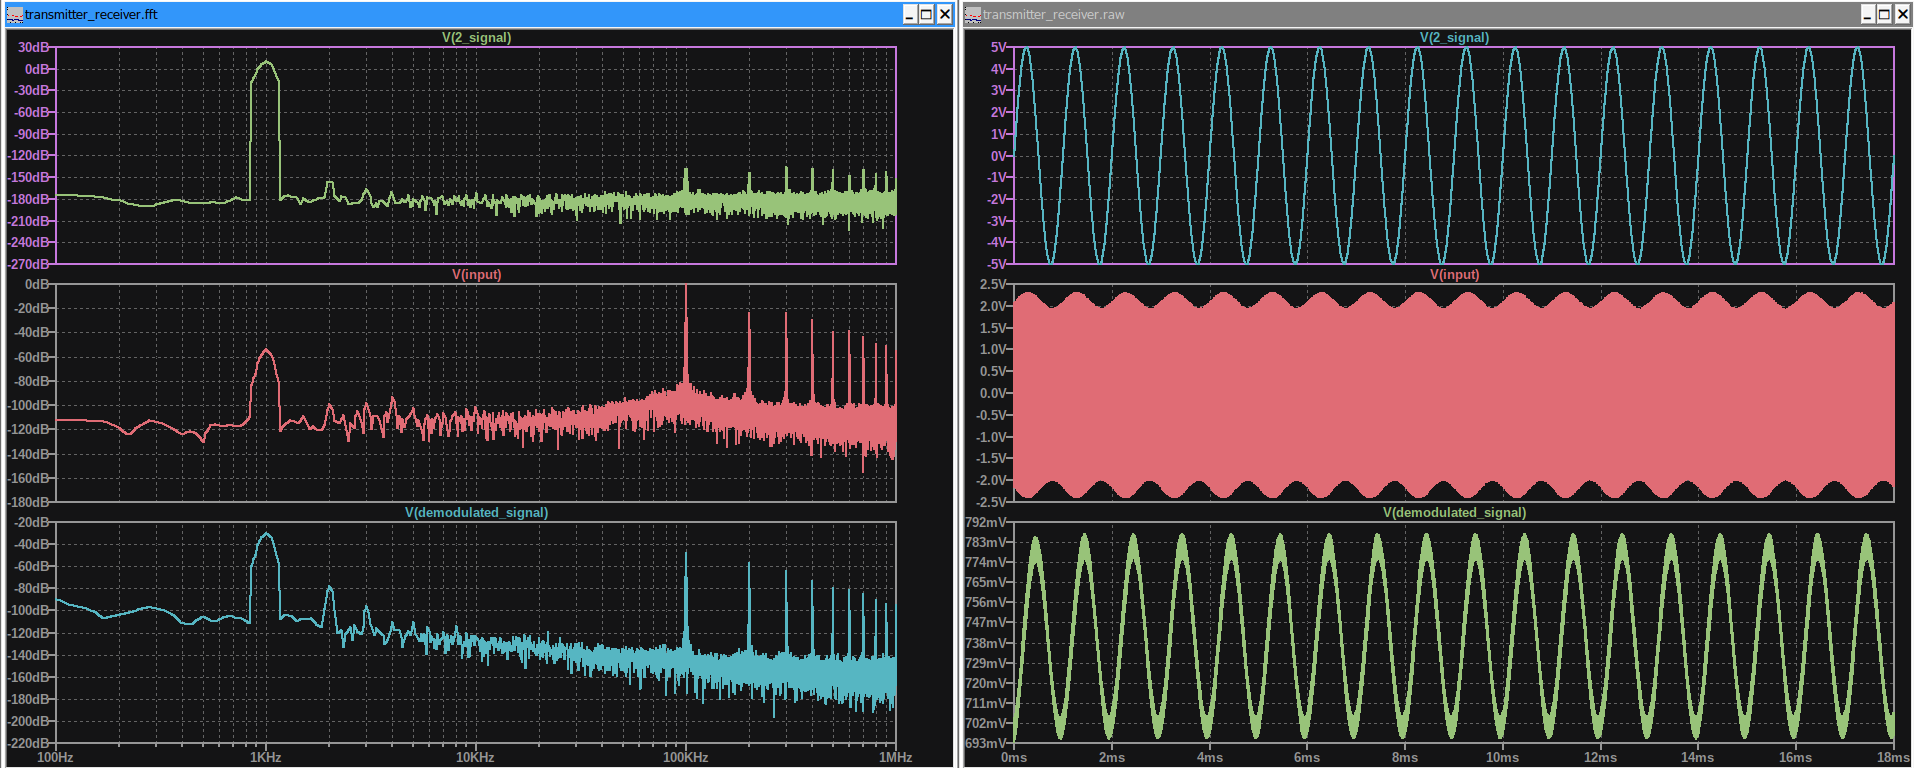 transmitter_receiver.fft
V(2_signal)
30dB
0dB
-30dB
-60dB
-90dB
-120dB
-150dB
-180dB
-210dB
-240dB
-270dB
V(input)
0dB
-20dB
-40dB
-60dB
-80dB
-100dB
-120dB
-140dB
-160dB
-180dB
V(demodulated_signal)
-20dB
-40dB
-60dB
-80dB
-100dB
-120dB
-140dB
-160dB
-180dB
-200dB
-220dB
100Hz 1KHz 10KHz 100KHz 1MHz
transmitter_receiver.raw
V(2_signal)
5V
4V
3V
2V
1V
0V
-1V
-2V
-3V
-4V
-5V
V(input)
2.5V
2.0V
1.5V
1.0V
0.5V
0.0V
-0.5V
-1.0V
-1.5V
-2.0V
-2.5V
V(demodulated_signal)
792mV
783mV
774mV
765mV
756mV
747mV
738mV
729mV
720mV
711mV
702mV
693mV
0ms 2ms 4ms 6ms 8ms 10ms 12ms 14ms 16ms 18ms